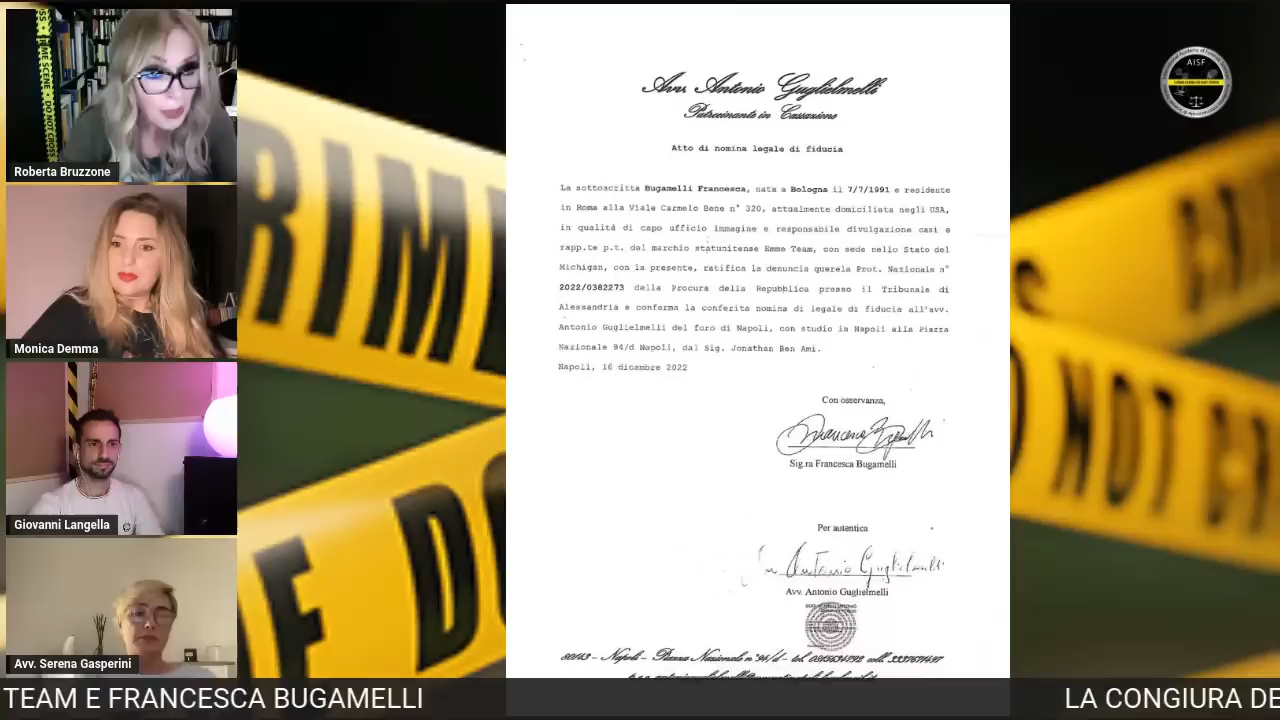 Avv. Antonio Guglielmelli
Patrocinante in Cassazione
Atto di nomina legale di fiducia
La sottoscritta Bugamelli Francesca, nata a Bologna il 7/7/1991 e residente
in Roma alla Viale Carmelo Bene n° 320, attualmente domiciliata negli USA,
in qualità di capo ufficio immagine e responsabile divulgazione casi e
rapp.te p.t. del marchio statunitense Emme Team, con sede nello Stato del
Michigan, con la presente, ratifica la denuncia querela Prot. Nazionale n°
2022/0382273 della Procura della Repubblica presso il Tribunale di
Alessandria e conferma la conferita nomina di legale di fiducia all'avv.
Antonio Guglielmelli del foro di Napoli, con studio in Napoli alla Piazza
Nazionale 94/d Napoli, dal Sig. Jonathan Ben Ami.
Napoli, 16 dicembre 2022
Con osservanza,
Francesca Bugamelli
Sig.ra Francesca Bugamelli
Per autentica
Antonio Guglielmelli
Avv. Antonio Guglielmelli
80143 - Napoli - Piazza Nazionale n°94/d - tel. cell.
AISF
Roberta Bruzzone
Monica Demma
Giovanni Langella
Avv. Serena Gasperini
TEAM E FRANCESCA BUGAMELLI
LA CONGIURA DE